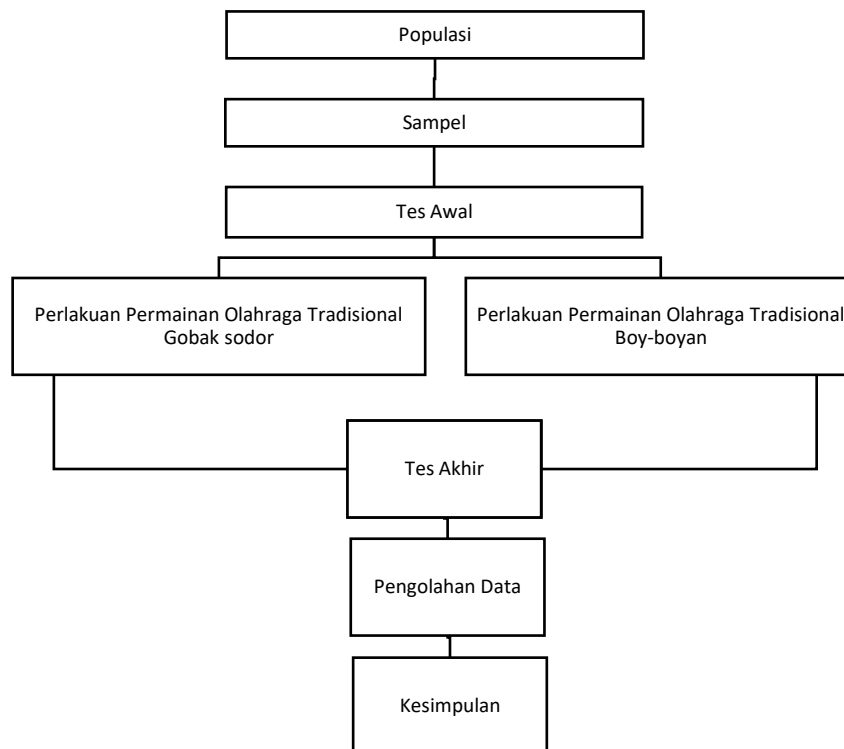 Populasi
Sampel
Tes Awal
Perlakuan Permainan Olahraga Tradisional
Gobak sodor
Perlakuan Permainan Olahraga Tradisional
Boy-boyan
Tes Akhir
Pengolahan Data
Kesimpulan